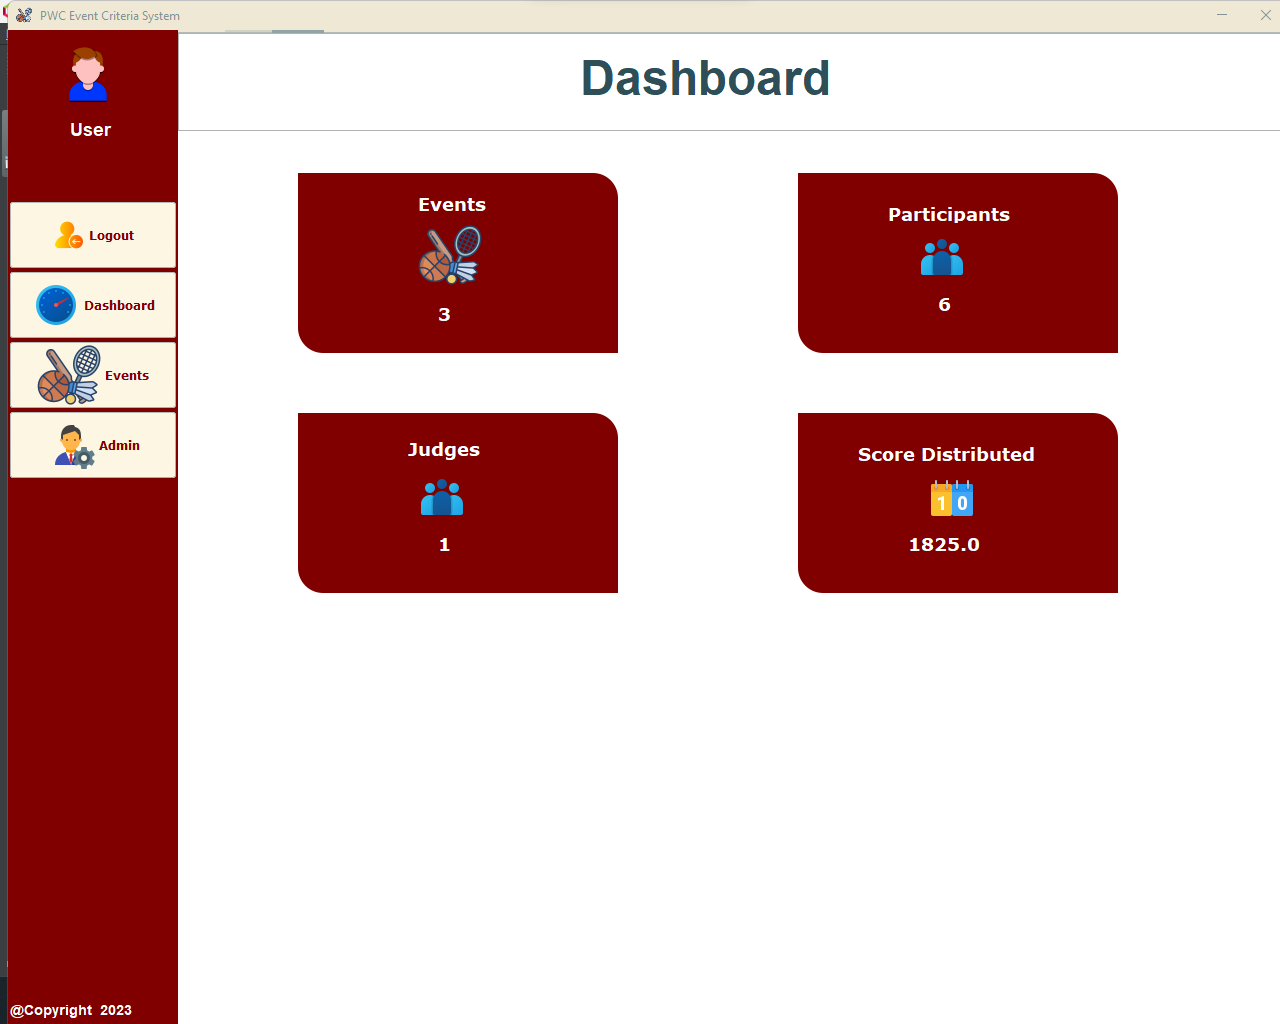 PWC Event Criteria System
Dashboard
User
Logout
Dashboard
Events
Admin
Events
3
Participants
6
Judges
1
Score Distributed
1 0
1825.0
@Copyright 2023